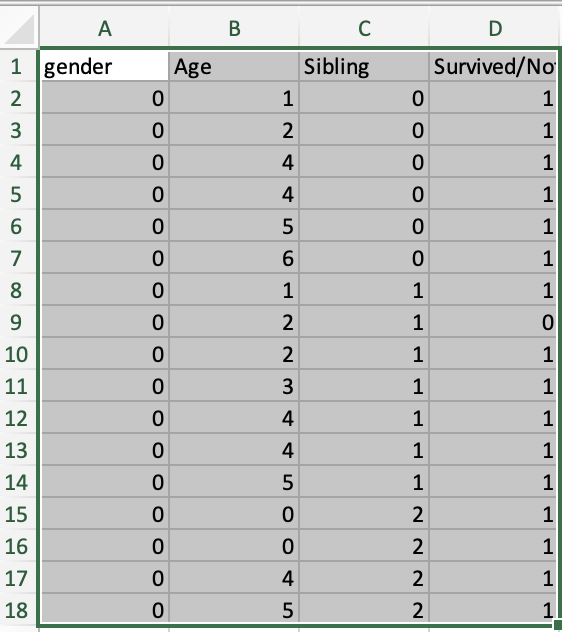 A B C D
1 gender Age Sibling Survived/No
2 0 1 0 1
3 0 2 0 1
4 0 4 0 1
5 0 4 0 1
6 0 5 0 1
7 0 6 0 1
8 0 1 1 1
9 0 2 1 0
10 0 2 1 1
11 0 3 1 1
12 0 4 1 1
13 0 4 1 1
14 0 5 1 1
15 0 0 2 1
16 0 0 2 1
17 0 4 2 1
18 0 5 2 1